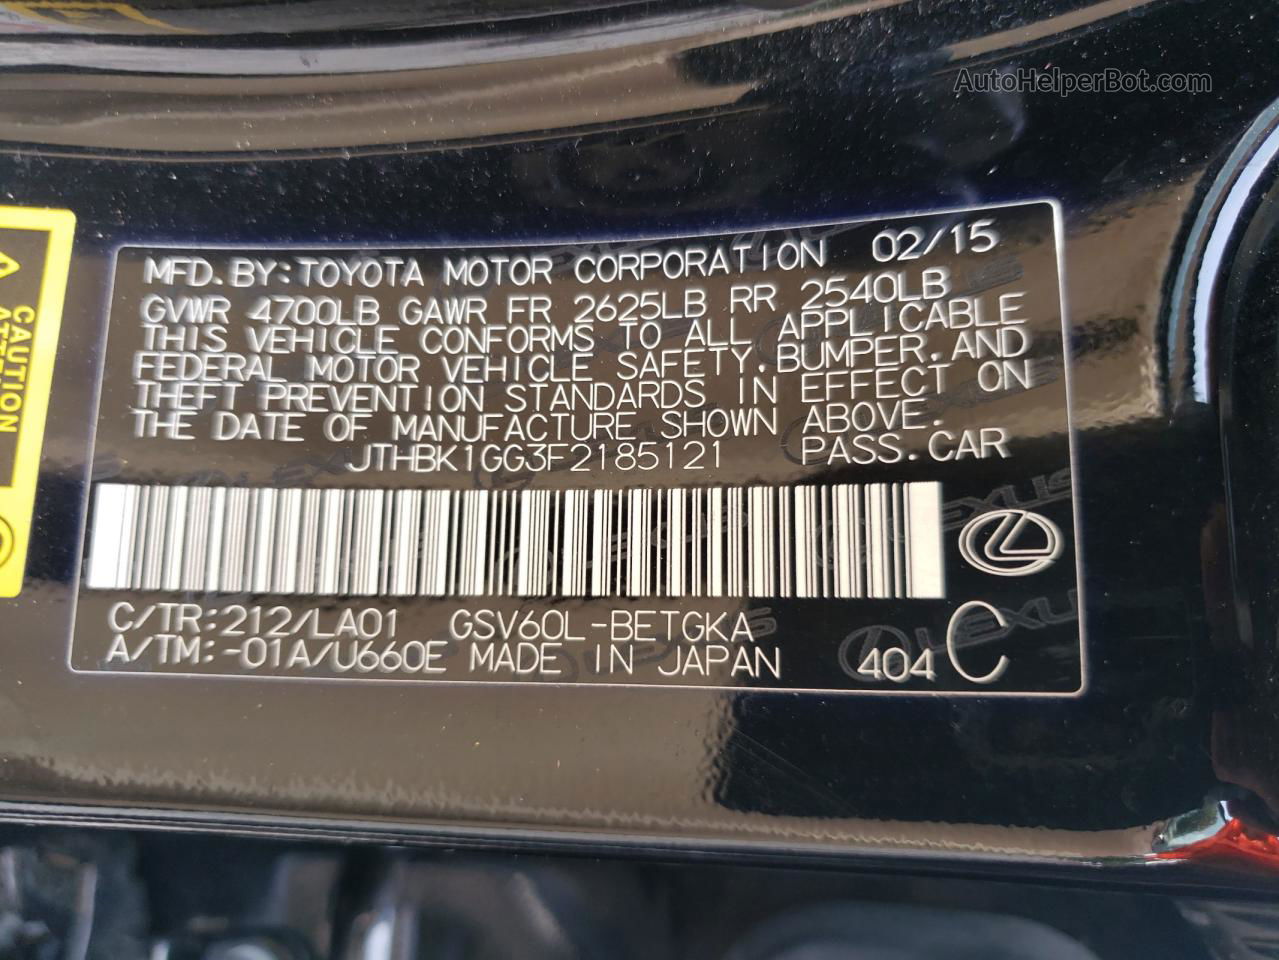 AutoHelperBot.com
MFD. BY: TOYOTA MOTOR CORPORATION 02/15
GVWR 4700LB GAWR FR 2625LB RR 2540LB
THIS VEHICLE CONFORMS TO ALL APPLICABLE
FEDERAL MOTOR VEHICLE SAFETY, BUMPER, AND
THEFT PREVENTION STANDARDS IN EFFECT ON
THE DATE OF MANUFACTURE SHOWN ABOVE.
JTHBK1GG3F2185121 PASS. CAR
C/TR: 212/LA01 GSV60L-BETGKA
A/TM: -01A/U660E MADE IN JAPAN 404 C
CAUTION
LEXUS